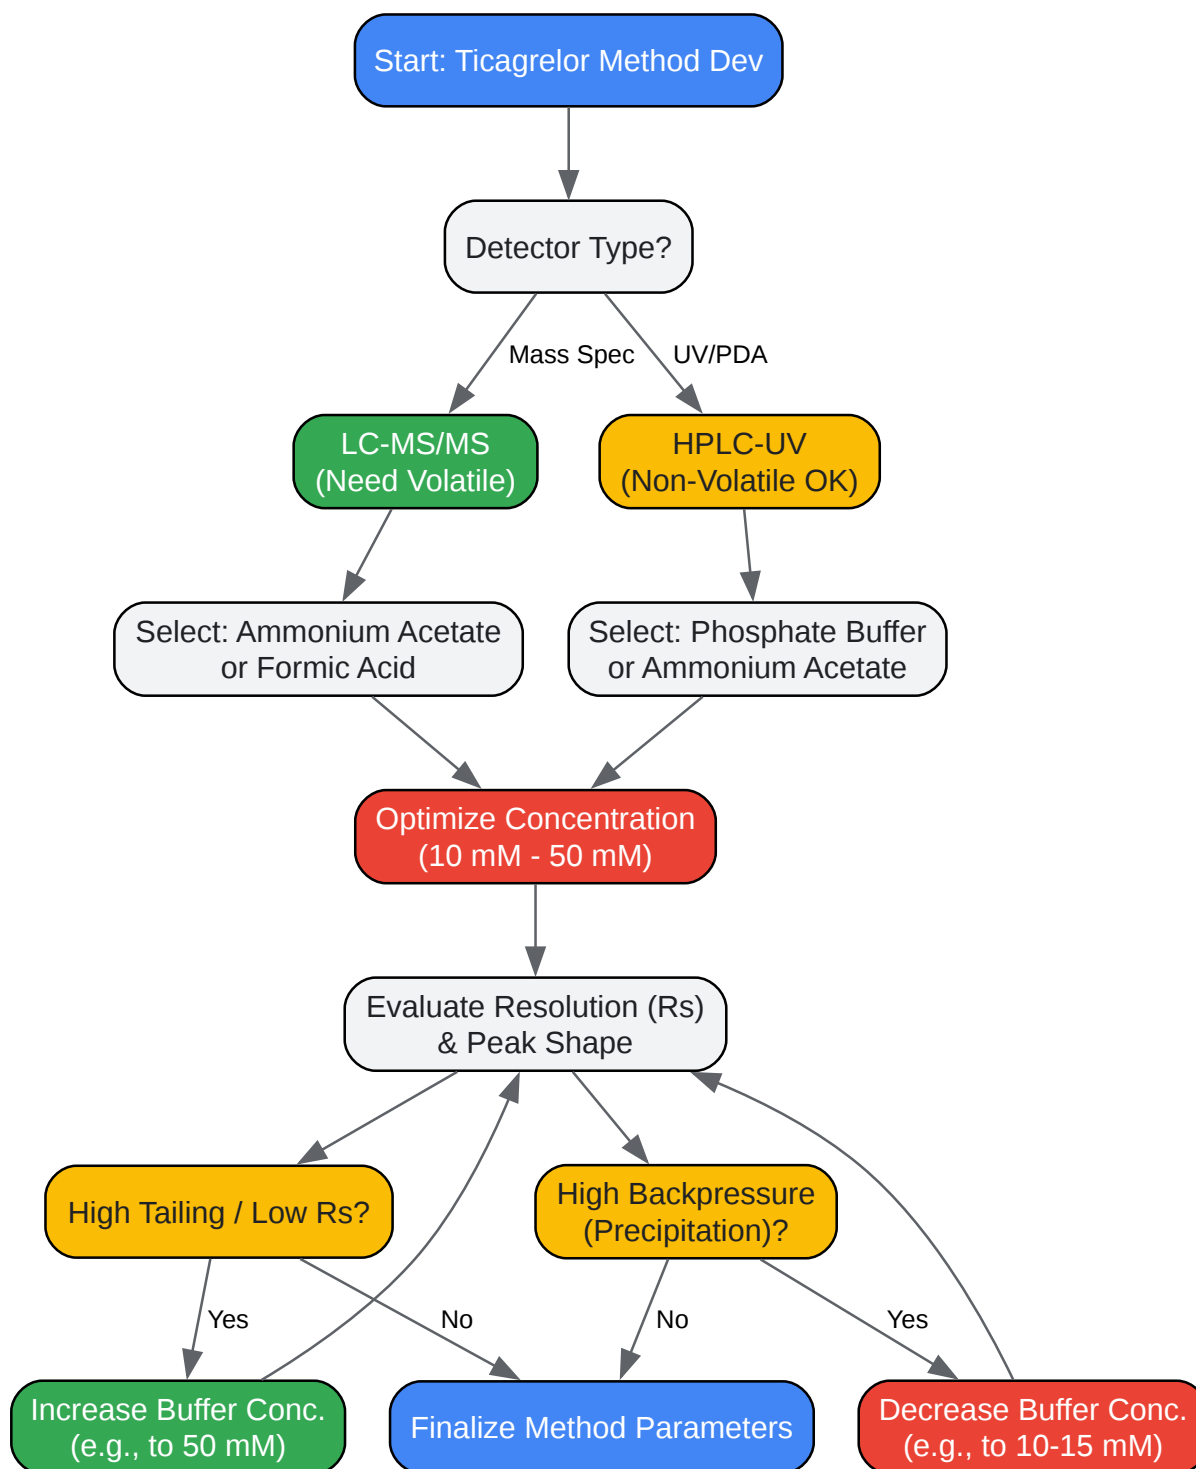 Start: Ticagrelor Method Dev
Detector Type?
Mass Spec
UV/PDA
LC-MS/MS
(Need Volatile)
HPLC-UV
(Non-Volatile OK)
Select: Ammonium Acetate
or Formic Acid
Select: Phosphate Buffer
or Ammonium Acetate
Optimize Concentration
(10 mM - 50 mM)
Evaluate Resolution (Rs)
& Peak Shape
High Tailing / Low Rs?
High Backpressure
(Precipitation)?
Yes
No
No
Yes
Increase Buffer Conc.
(e.g., to 50 mM)
Finalize Method Parameters
Decrease Buffer Conc.
(e.g., to 10-15 mM)